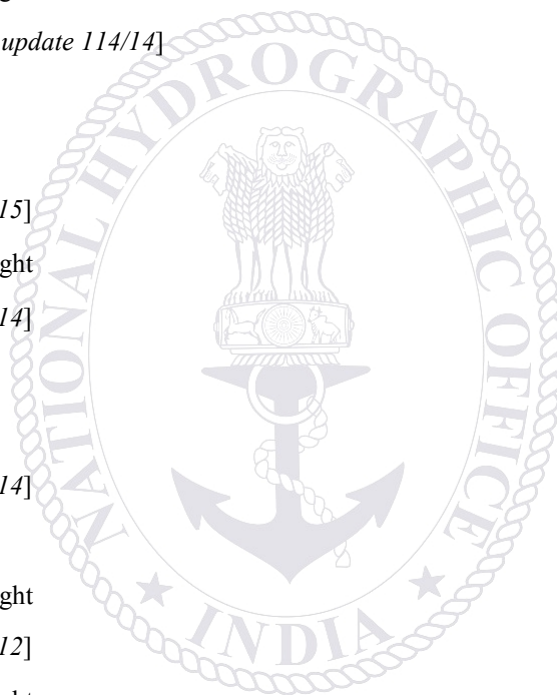 update 114/14]
15]
ght
14]
14]
ght
12]
NATIONAL HYDROGRAPHIC OFFICE
★ INDIA ★